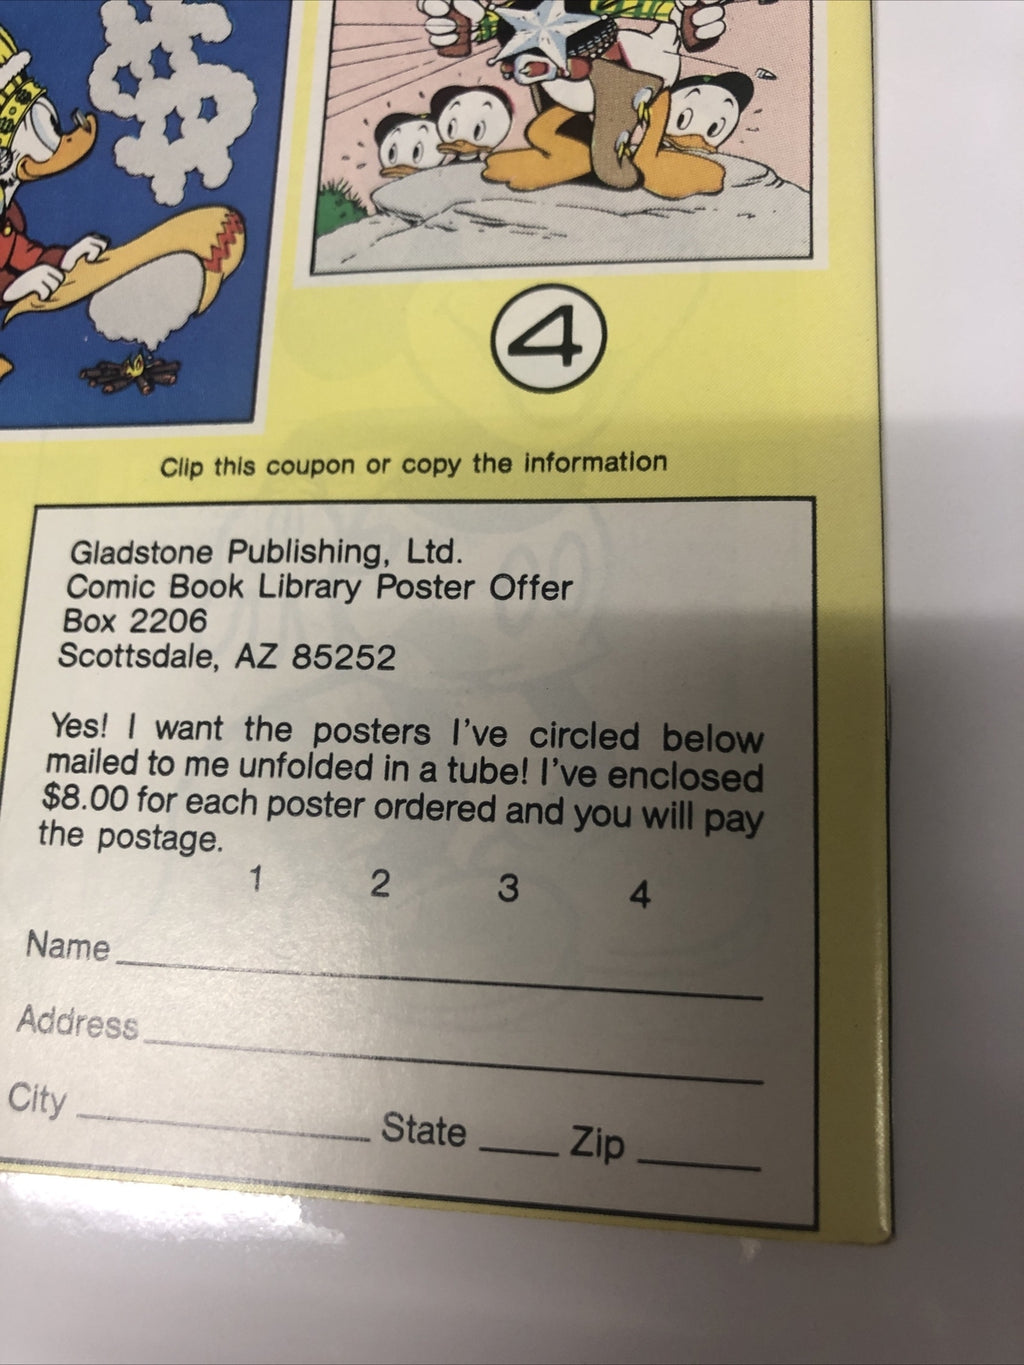 4
Clip this coupon or copy the information
Gladstone Publishing, Ltd.
Comic Book Library Poster Offer
Box 2206
Scottsdale, AZ 85252
Yes! I want the posters I've circled below
mailed to me unfolded in a tube! I've enclosed
$8.00 for each poster ordered and you will pay
the postage.
1 2 3 4
Name
Address
City State Zip